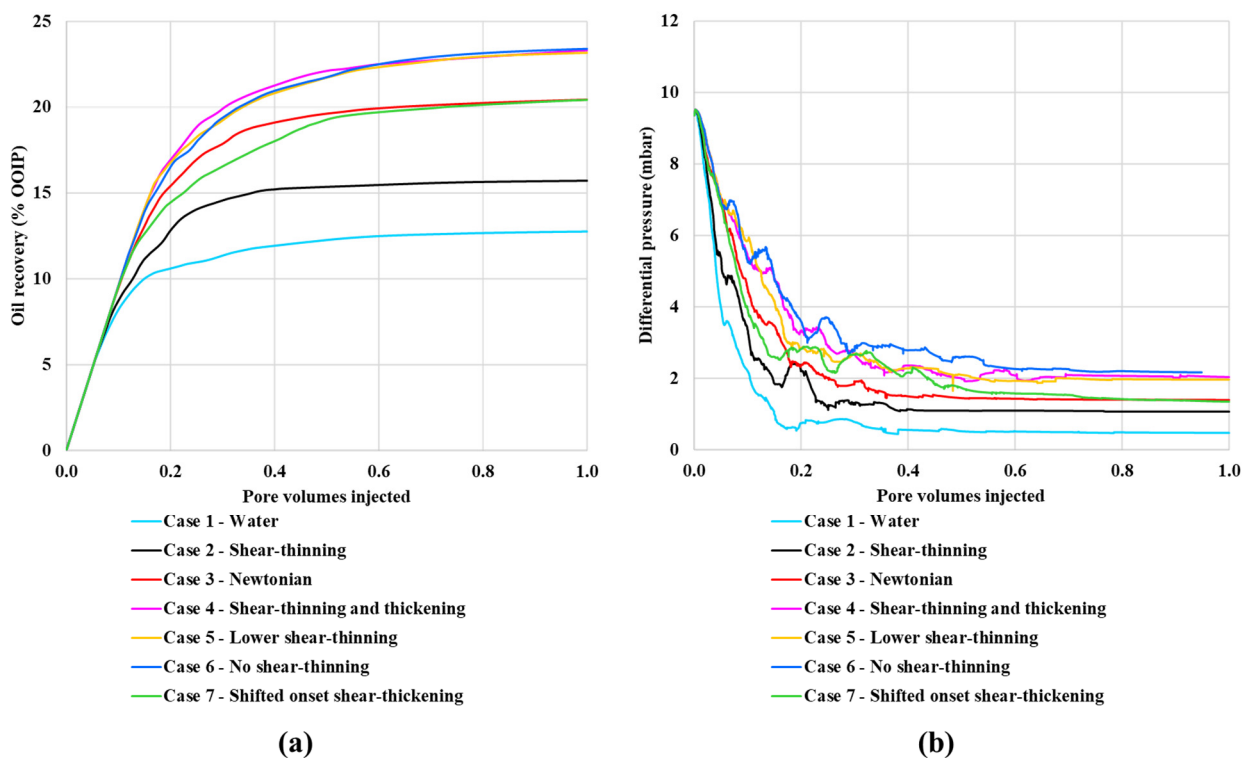 25
20
15
10
5
0
Oil recovery (% OOIP)
0.0 0.2 0.4 0.6 0.8 1.0
Pore volumes injected
Case 1 - Water
Case 2 - Shear-thinning
Case 3 - Newtonian
Case 4 - Shear-thinning and thickening
Case 5 - Lower shear-thinning
Case 6 - No shear-thinning
Case 7 - Shifted onset shear-thickening
(a)
12
10
8
6
4
2
0
Differential pressure (mbar)
0.0 0.2 0.4 0.6 0.8 1.0
Pore volumes injected
Case 1 - Water
Case 2 - Shear-thinning
Case 3 - Newtonian
Case 4 - Shear-thinning and thickening
Case 5 - Lower shear-thinning
Case 6 - No shear-thinning
Case 7 - Shifted onset shear-thickening
(b)